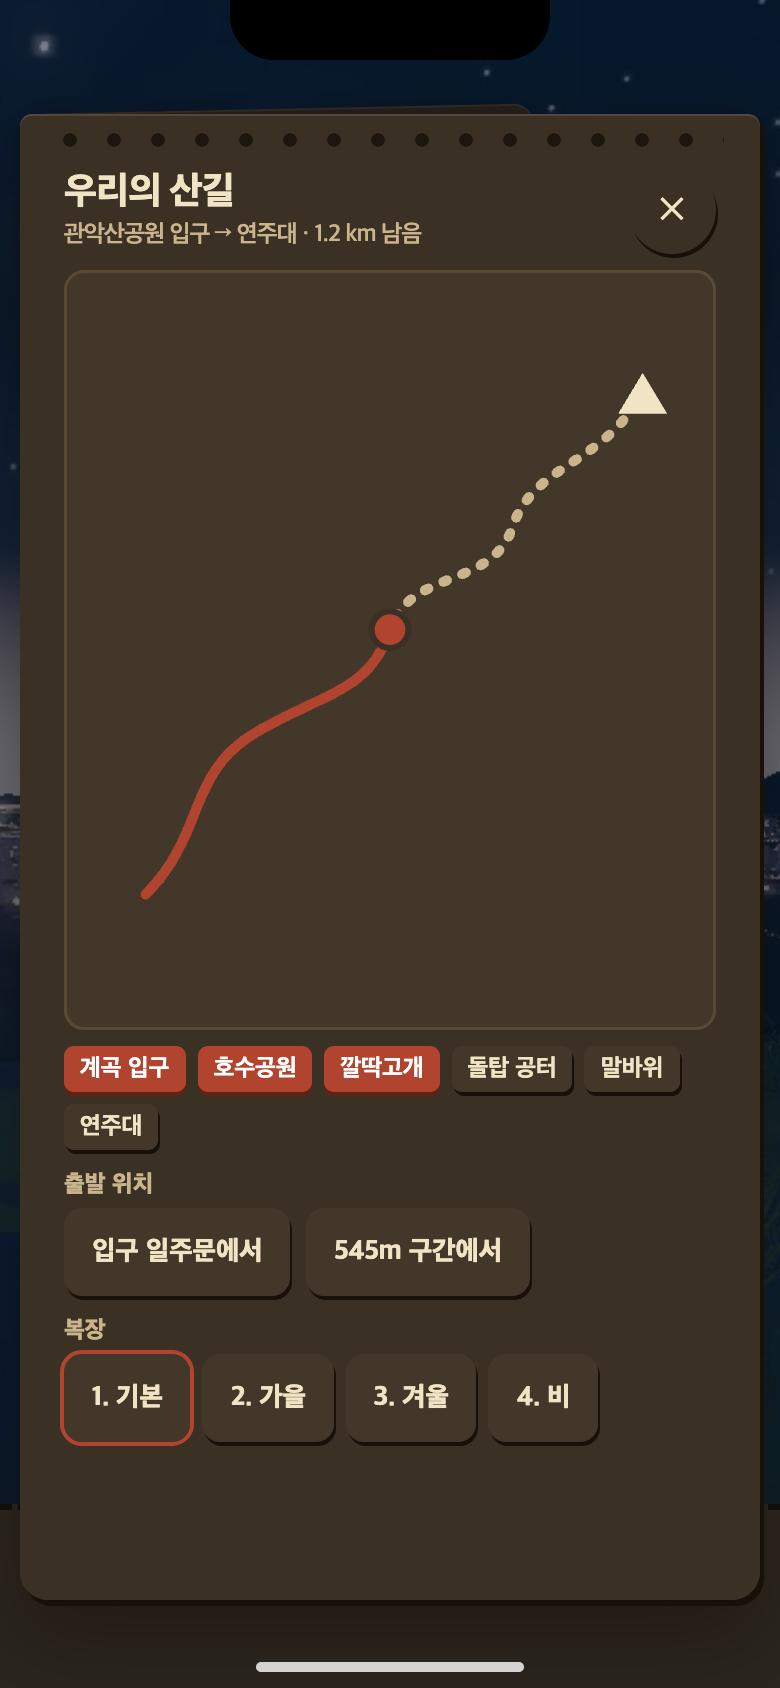 우리의 산길
관악산공원 입구 → 연주대 · 1.2 km 남음
계곡 입구 호수공원 깔딱고개 돌탑 공터 말바위
연주대
출발 위치
입구 일주문에서 545m 구간에서
복장
1. 기본 2. 가을 3. 겨울 4. 비